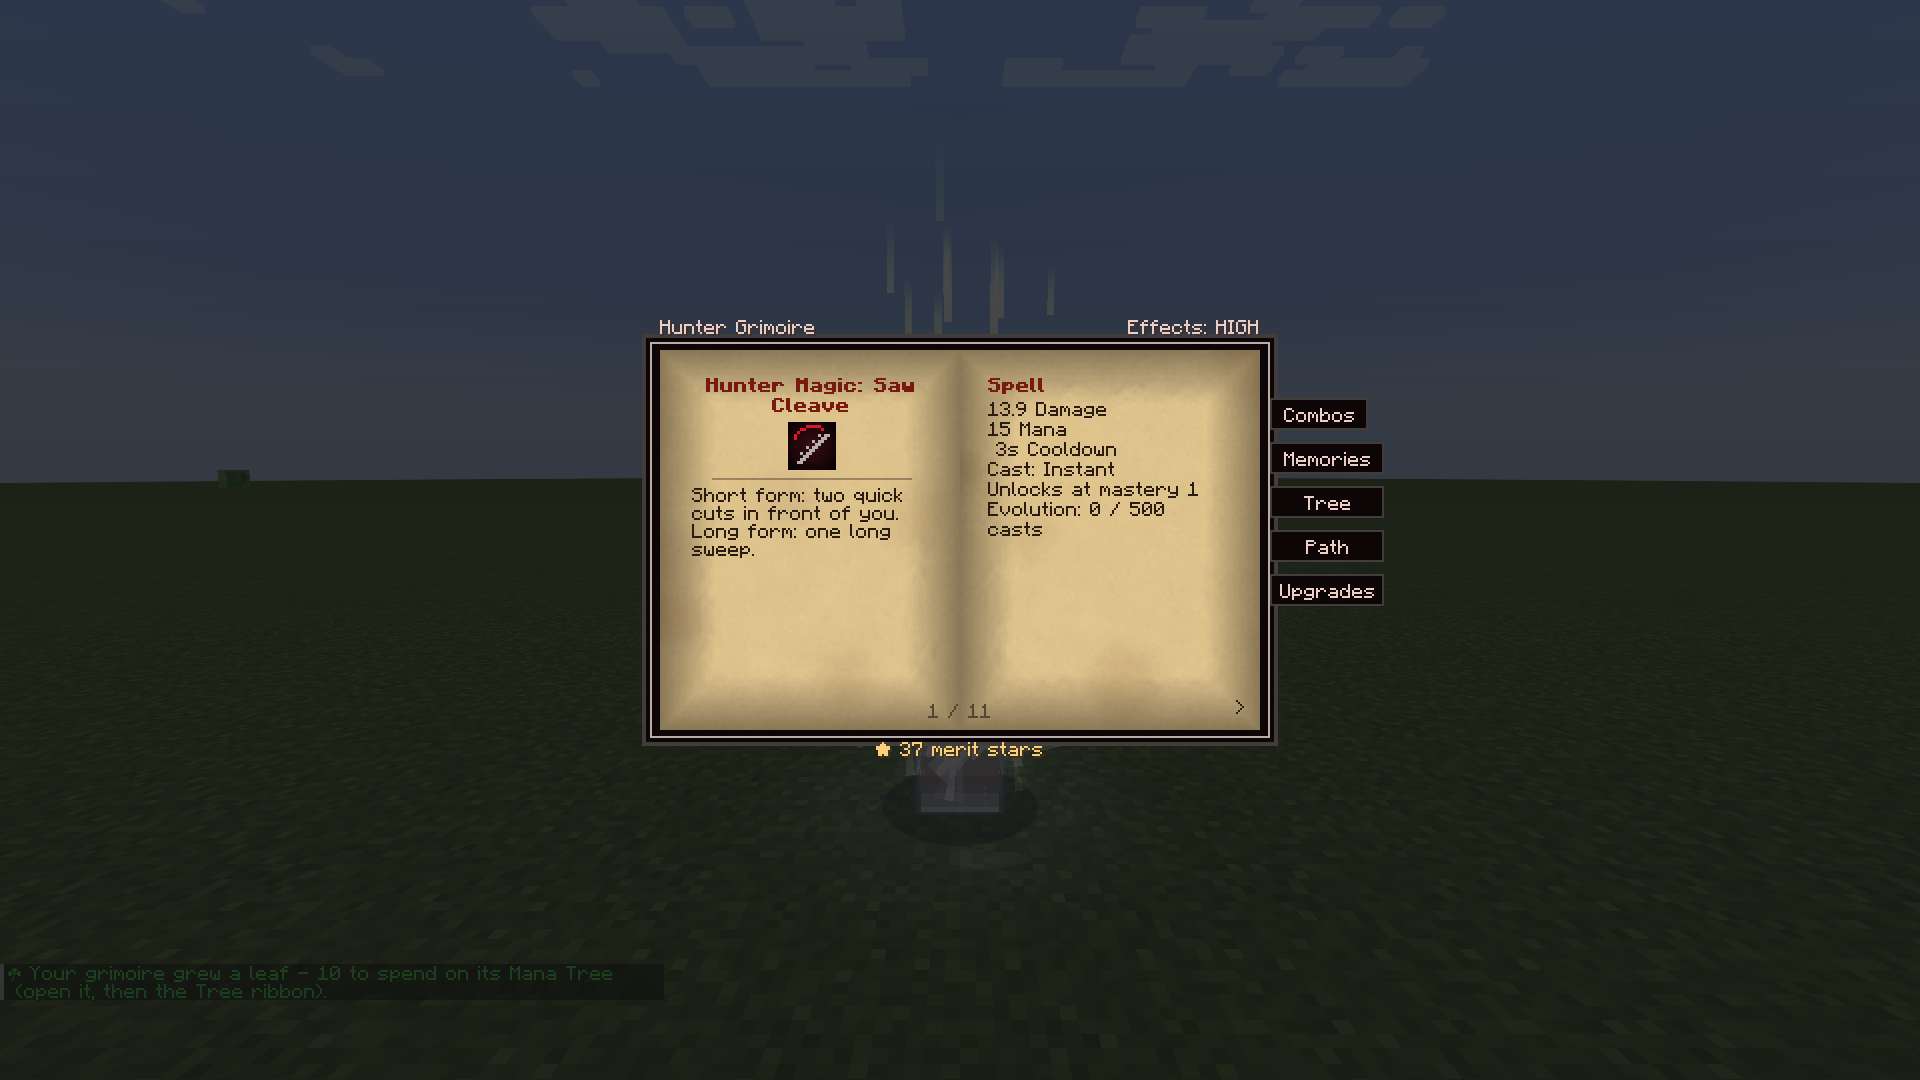 Hunter Grimoire
Effects: HIGH
Hunter Magic: Saw
Cleave
Short form: two quick
cuts in front of you.
Long form: one long
sweep.
Spell
13.9 Damage
15 Mana
3s Cooldown
Cast: Instant
Unlocks at mastery 1
Evolution: 0 / 500
casts
1 / 11
>
Combos
Memories
Tree
Path
Upgrades
★ 37 merit stars
☘ Your grimoire grew a leaf – 10 to spend on its Mana Tree
(open it, then the Tree ribbon).